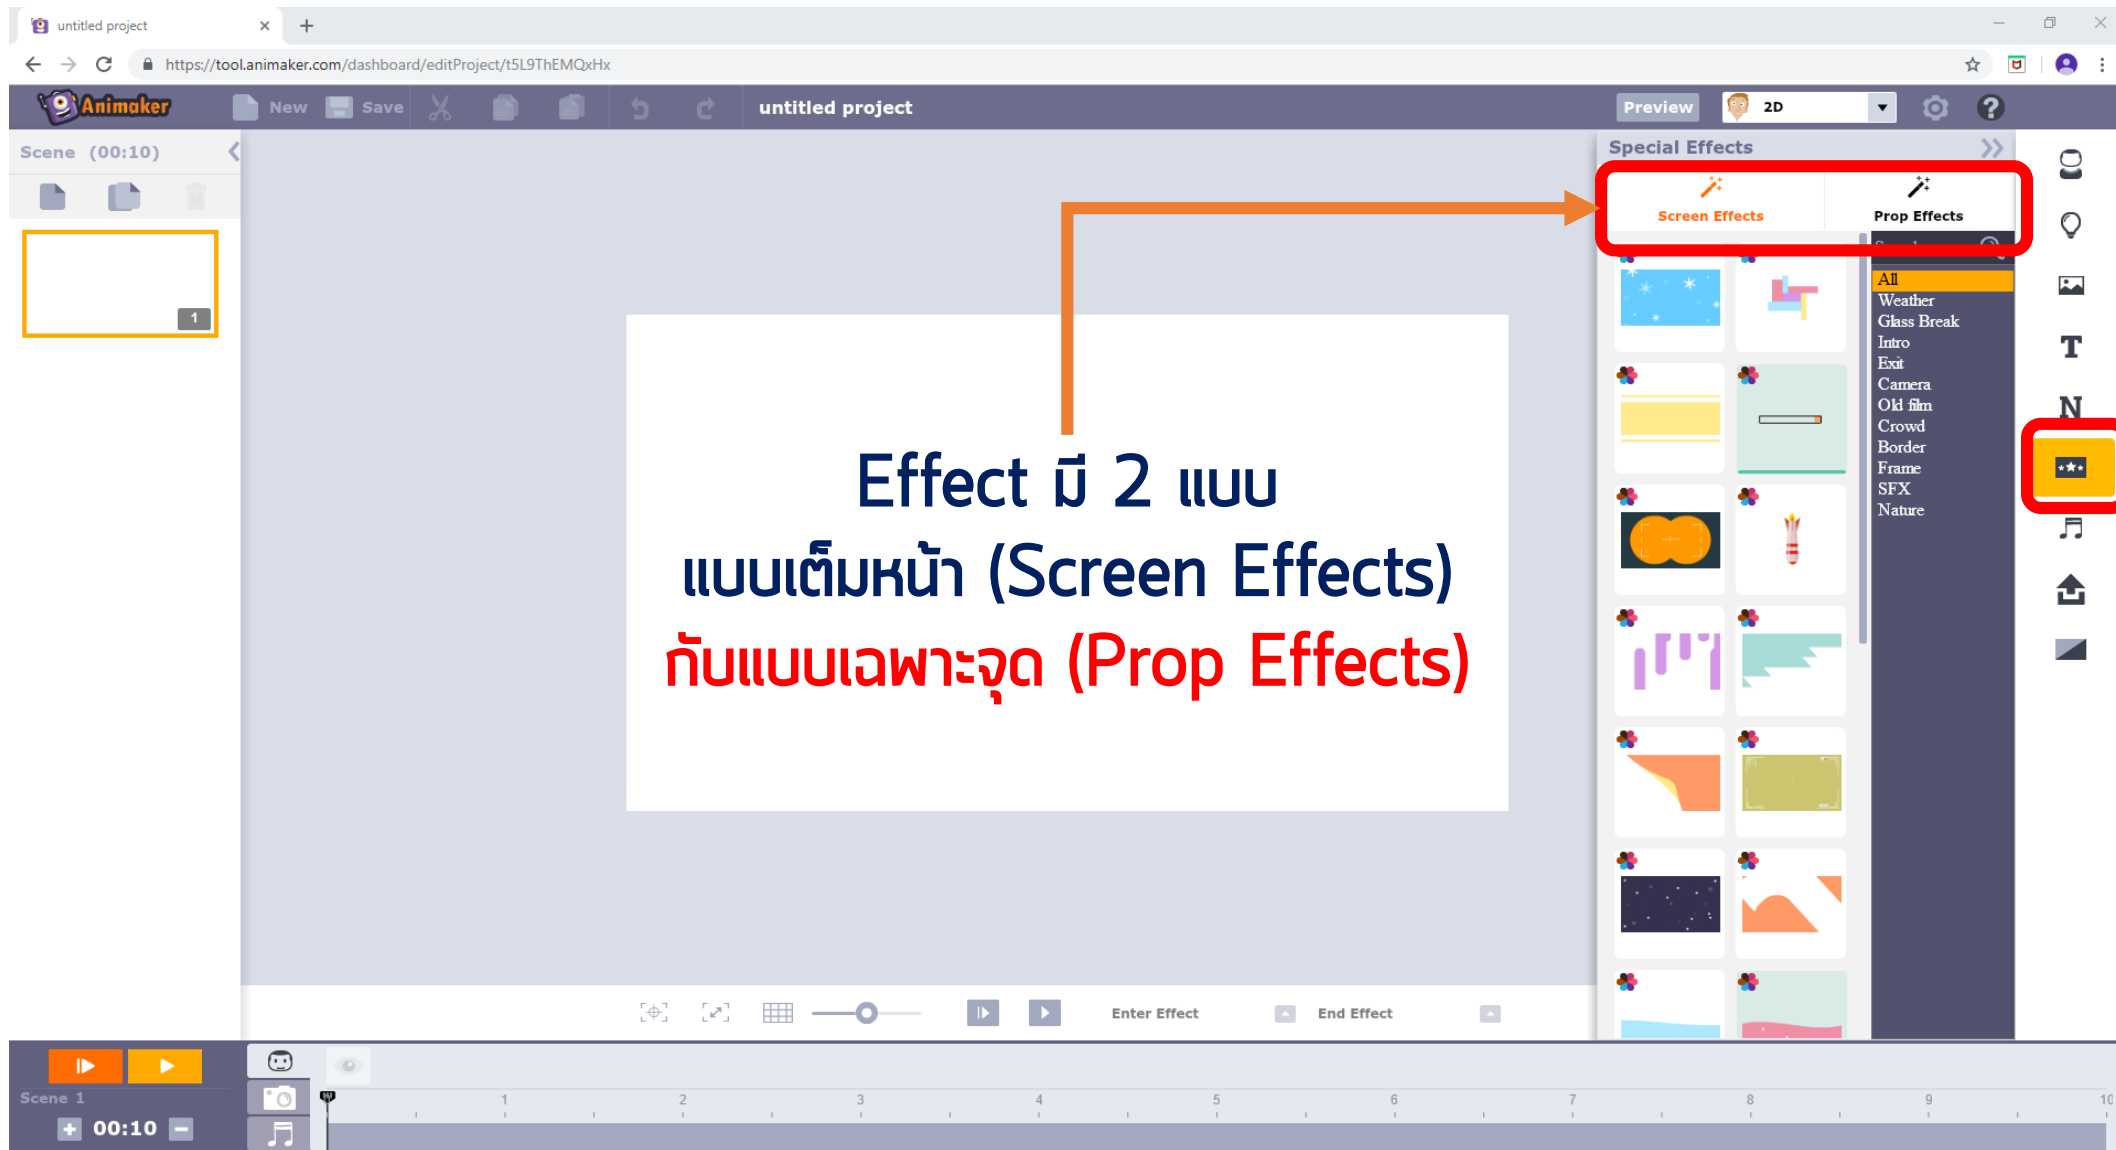 untitled project
https://tool.animaker.com/dashboard/editProject/t5L9ThEMQxHx
Animaker
New
Save
untitled project
Preview
2D
Scene (00:10)
1
Special Effects
Screen Effects
Prop Effects
All
Weather
Glass Break
Intro
Exit
Camera
Old film
Crowd
Border
Frame
SFX
Nature
T
N
Effect มี 2 แบบ
แบบเต็มหน้า (Screen Effects)
กับแบบเฉพาะจุด (Prop Effects)
Enter Effect
End Effect
Scene 1
00:10
1 2 3 4 5 6 7 8 9 10